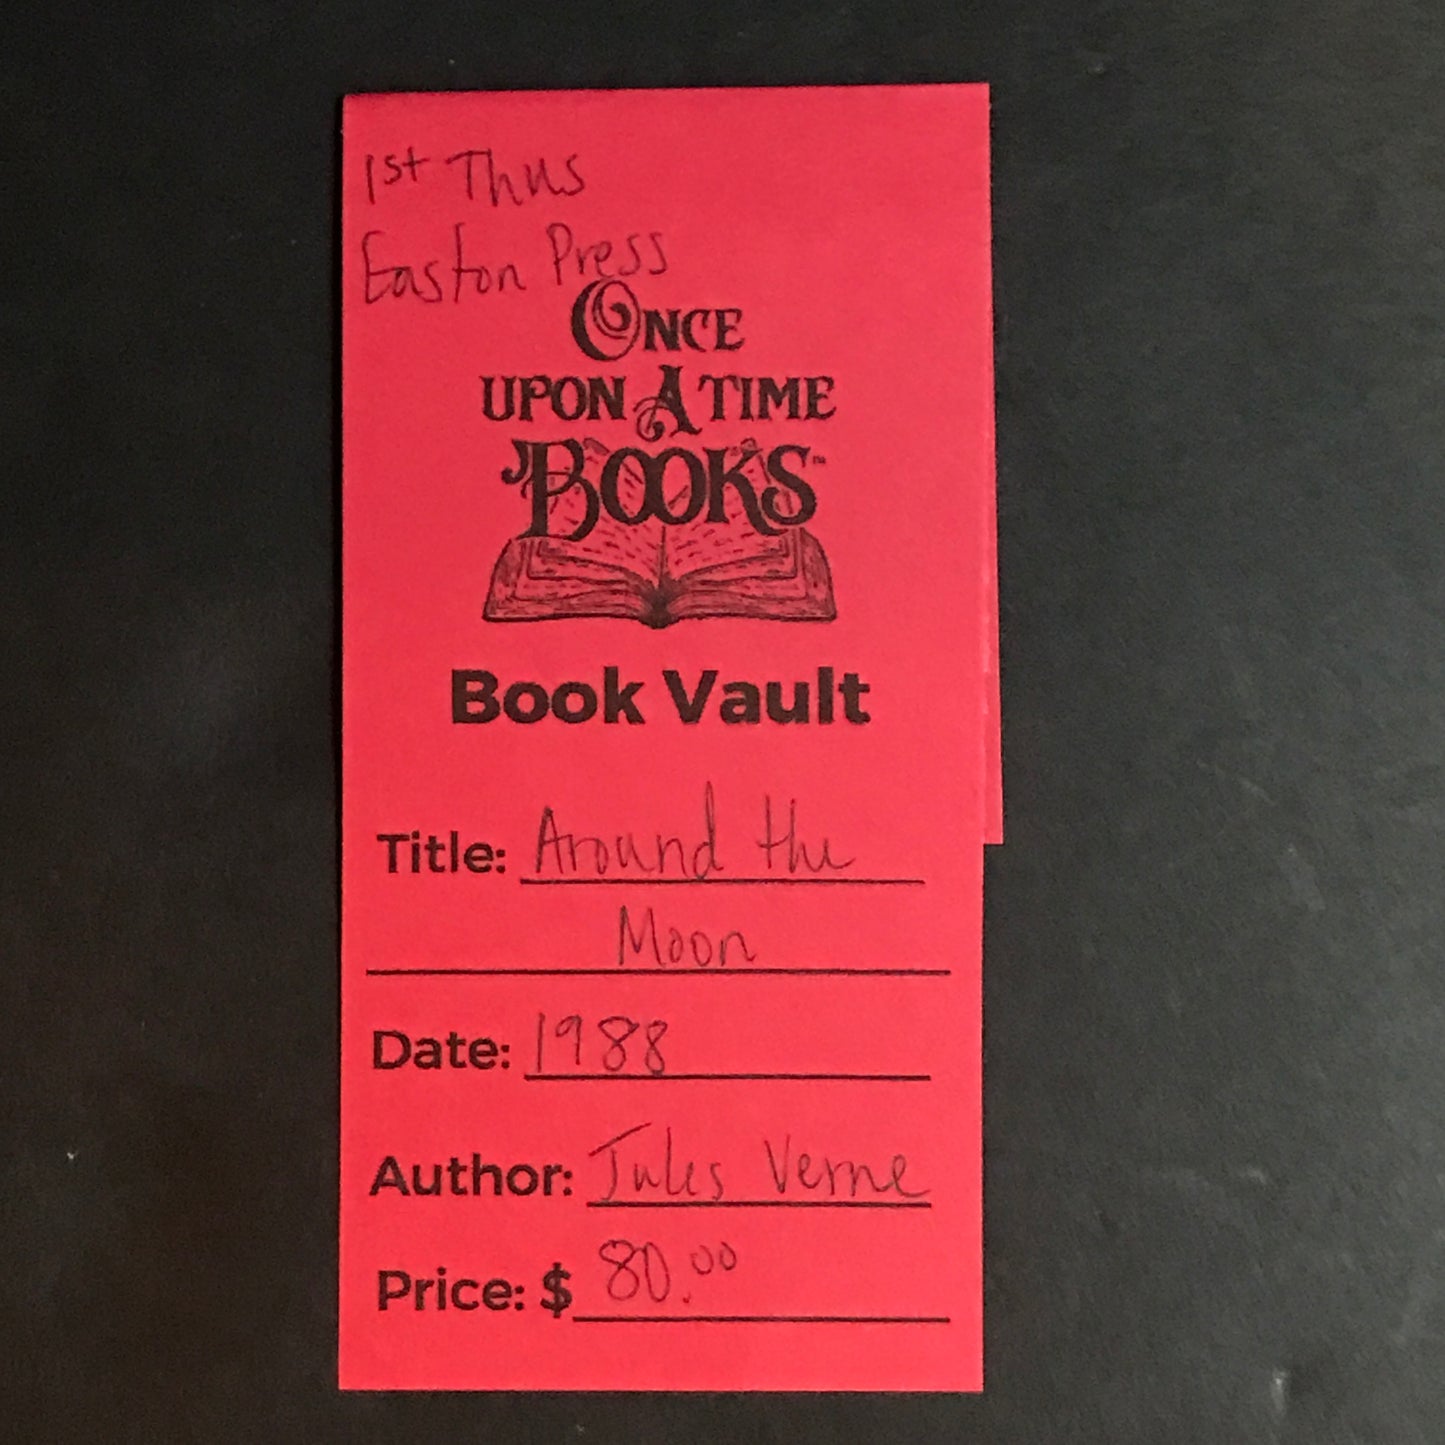 1st Thus
Easton Press
ONCE
UPON A TIME
BOOKS™
Book Vault
Title: Around the
Moon
Date: 1988
Author: Jules Verne
Price: $ 80.00